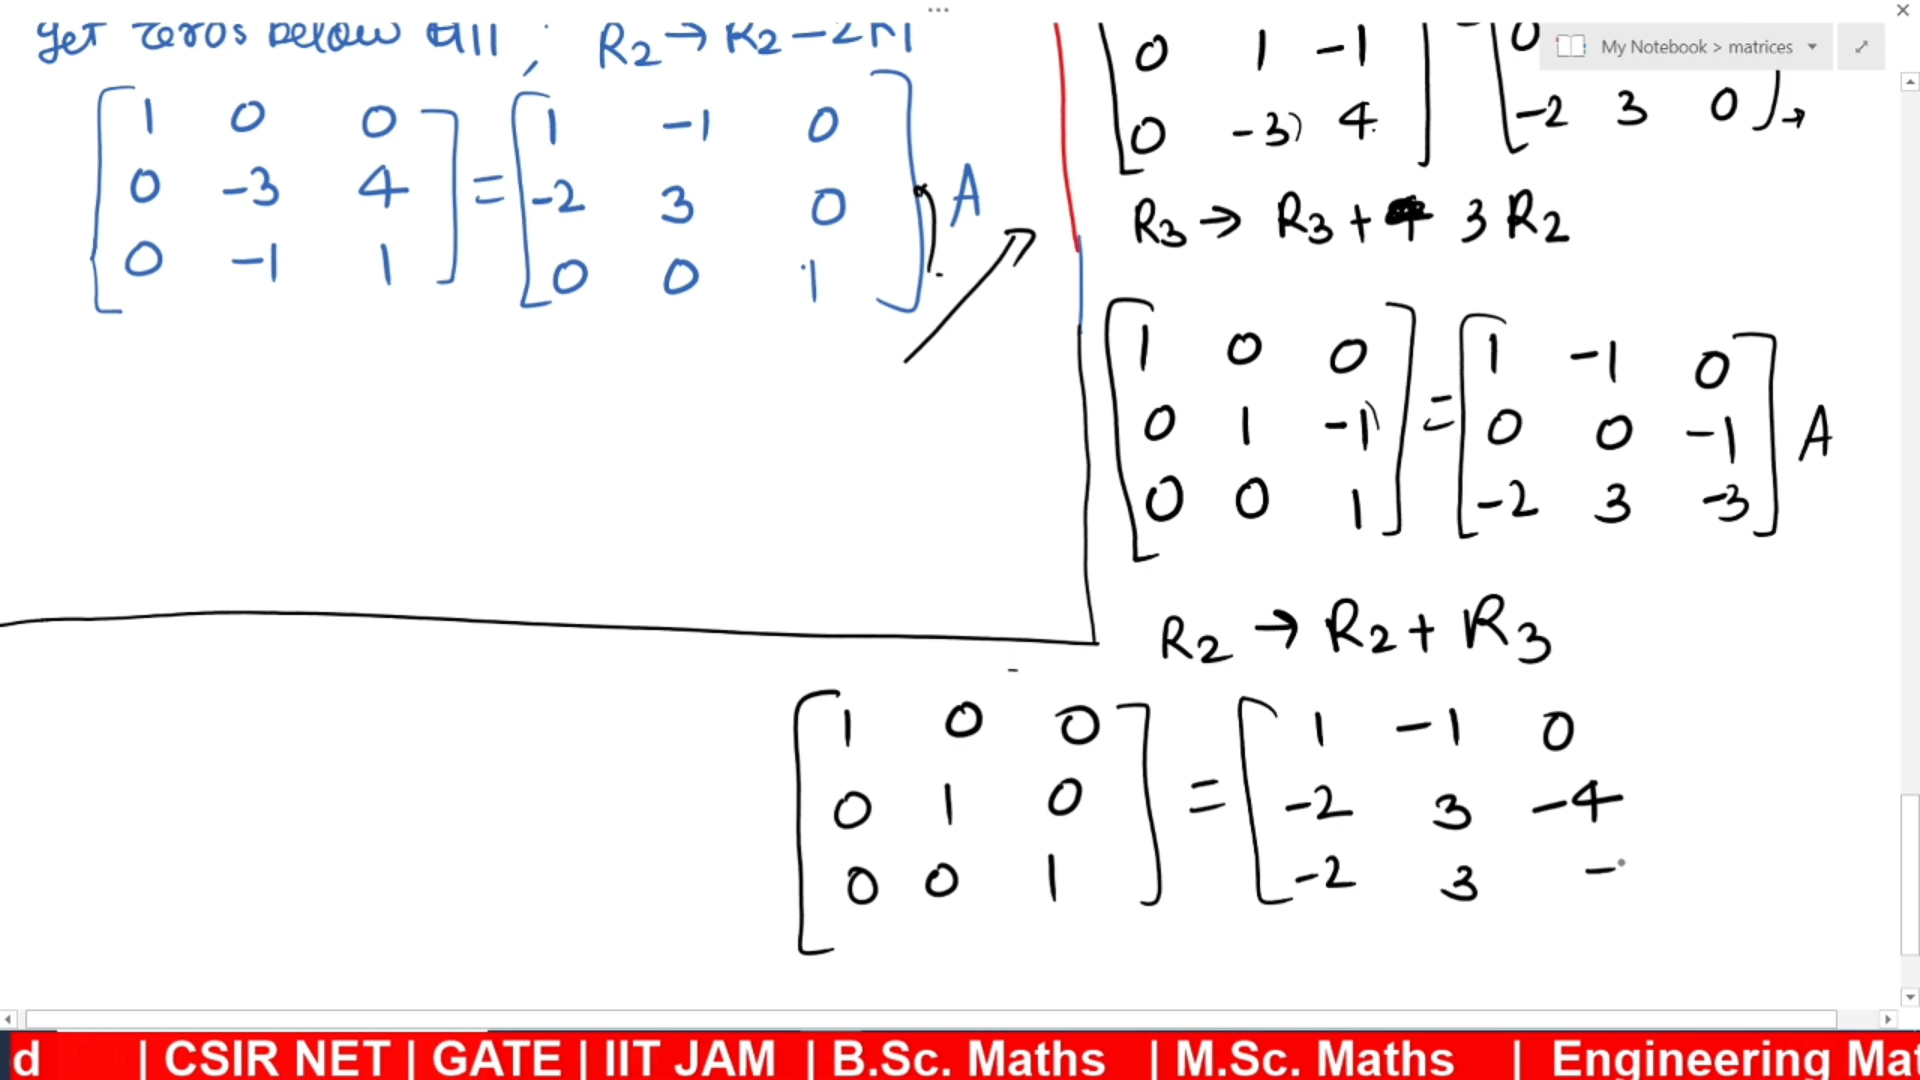 get zeros below a11 ; R2 → R2 - 2R1
[1 0 0
0 -3 4
0 -1 1] = [1 -1 0
-2 3 0
0 0 1] A
My Notebook > matrices
0 1 -1
0 -3 4] [0
-2 3 0]
R3 → R3 + 3 R2
[1 0 0
0 1 -1
0 0 1] = [1 -1 0
0 0 -1
-2 3 -3] A
R2 → R2 + R3
[1 0 0
0 1 0
0 0 1] = [1 -1 0
-2 3 -4
-2 3 -
d | CSIR NET | GATE | IIT JAM | B.Sc. Maths | M.Sc. Maths | Engineering Mat